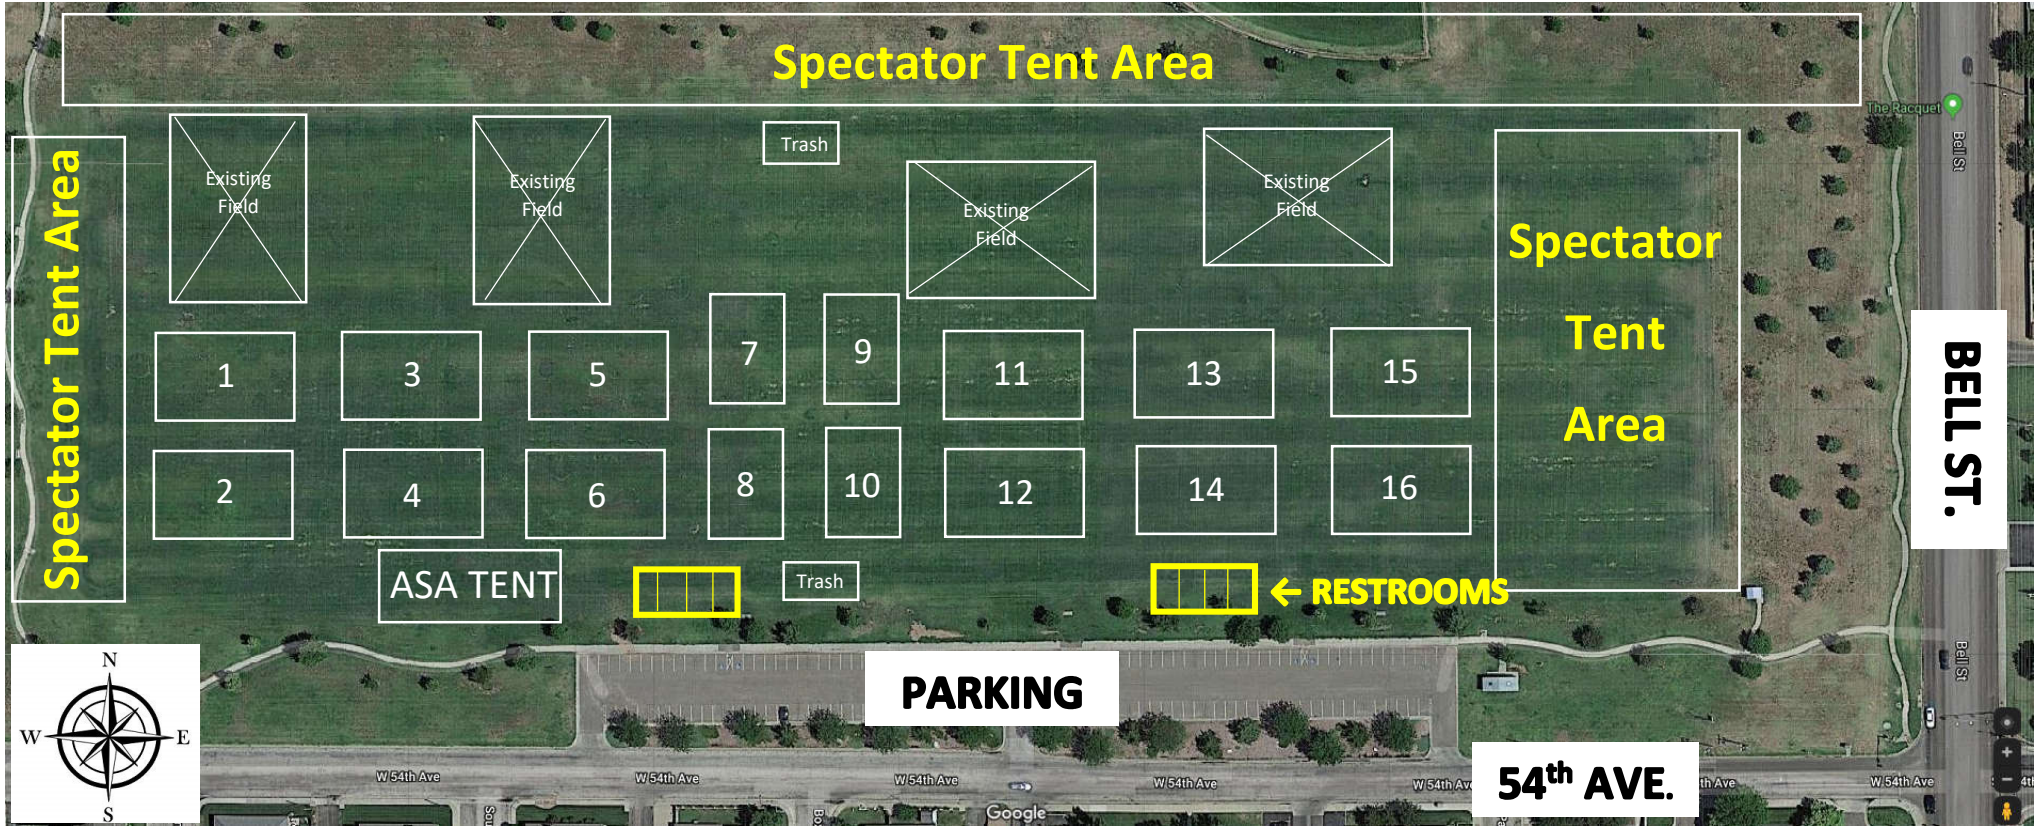 Spectator Tent Area
The Racquet
Bell St
Trash
Existing
Field
Existing
Field
Existing
Field
Existing
Field
Spectator Tent Area
Spectator
Tent
Area
1
3
5
7
9
11
13
15
2
4
6
8
10
12
14
16
BELL ST.
ASA TENT
Trash
← RESTROOMS
N
W
E
S
PARKING
Bell St
54th AVE.
W 54th Ave
W 54th Ave
W 54th Ave
W 54th Ave
W 54th Ave
th Ave
W 54th Ave
Google